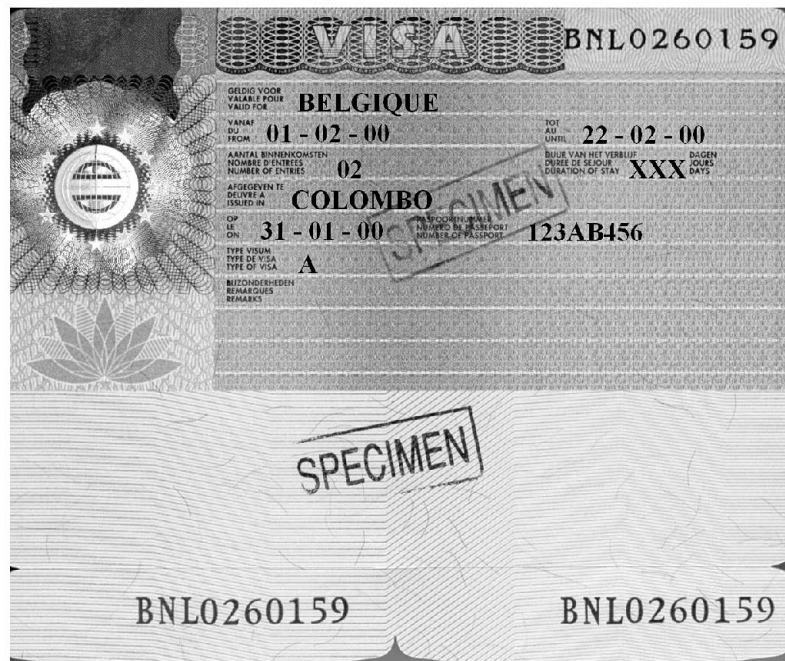 VISA BNL0260159
GELDIG VOOR
VALABLE POUR
VALID FOR
BELGIQUE
VANAF
DU
FROM
01 - 02 - 00
TOT
AU
UNTIL
22 - 02 - 00
AANTAL BINNENKOMSTEN
NOMBRE D'ENTREES
NUMBER OF ENTRIES
02
DUUR VAN HET VERBLIJF
DUREE DE SEJOUR
DURATION OF STAY
XXX
DAGEN
JOURS
DAYS
AFGEGEVEN TE
DELIVRE A
ISSUED IN
COLOMBO
OP
LE
ON
31 - 01 - 00
PASPOORTNUMMER
NUMERO DE PASSEPORT
NUMBER OF PASSPORT
123AB456
SPECIMEN
TYPE VISUM
TYPE DE VISA
TYPE OF VISA
A
BIJZONDERHEDEN
REMARQUES
REMARKS
SPECIMEN
BNL0260159 BNL0260159